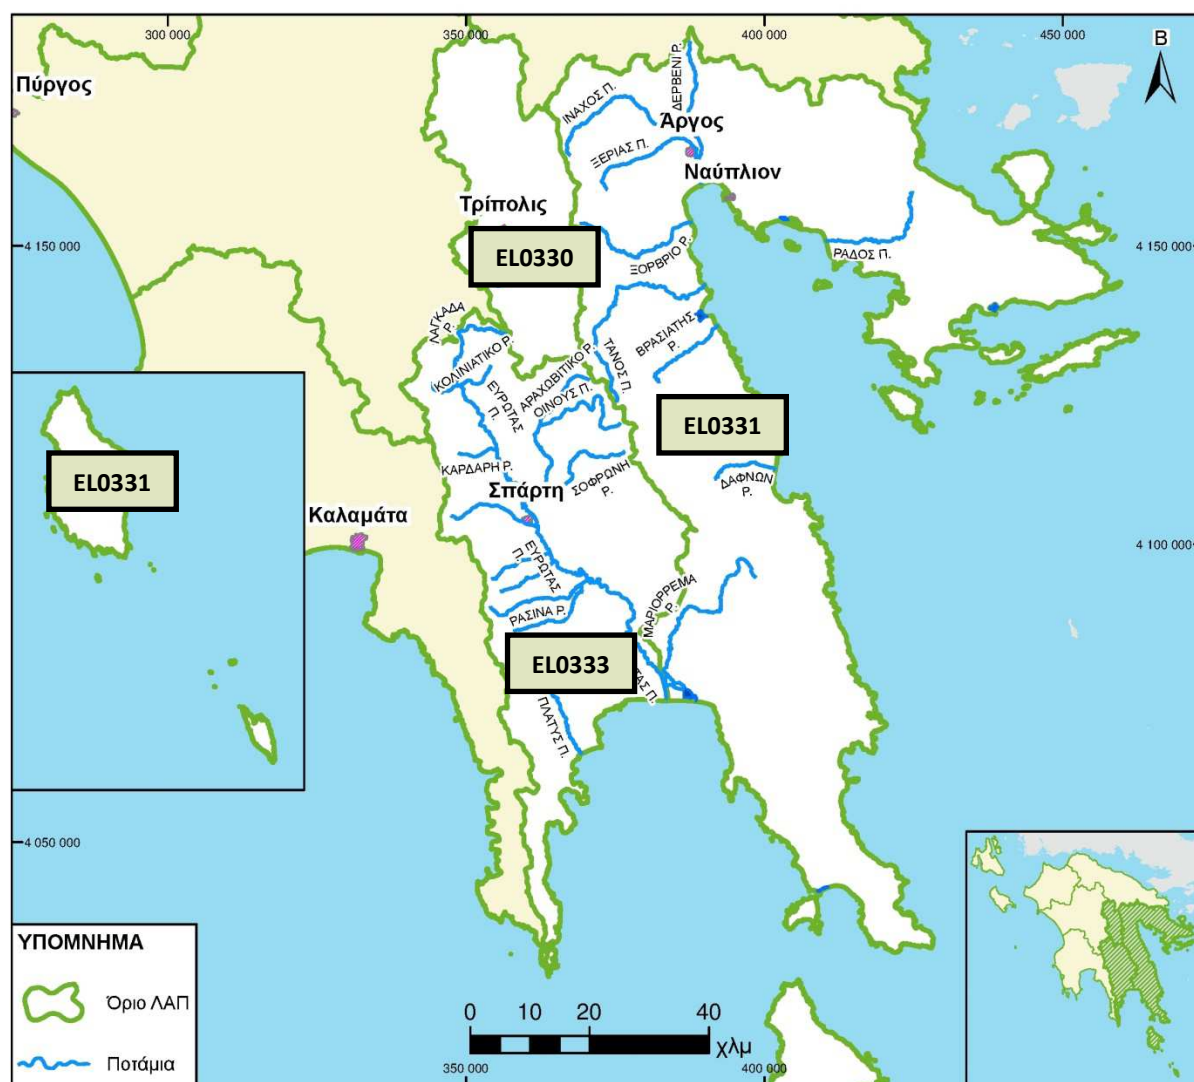 300 000
350 000
400 000
450 000
Β
Πύργος
ΔΕΡΒΕΝΙ Ρ.
ΙΝΑΧΟΣ Π.
Άργος
ΞΕΡΙΑΣ Π.
Ναύπλιον
Τρίπολις
4 150 000
EL0330
4 150 000
ΞΟΡΒΡΙΟ Ρ.
ΡΑΔΟΣ Π.
ΛΑΓΚΑΔΑ
Ρ.
ΚΟΛΙΝΙΑΤΙΚΟ Ρ.
ΒΡΑΣΙΑΤΗΣ
Ρ.
ΤΑΝΟΣ Π.
ΑΡΑΧΩΒΙΤΙΚΟ Ρ.
ΟΙΝΟΥΣ Π.
ΕΥΡΩΤΑΣ
Π.
EL0331
ΚΑΡΔΑΡΗ Ρ.
ΣΟΦΡΩΝΗ
Ρ.
ΔΑΦΝΩΝ
Ρ.
EL0331
Σπάρτη
Καλαμάτα
4 100 000
ΕΥΡΩΤΑΣ
Π.
ΡΑΣΙΝΑ Ρ.
ΜΑΡΙΟΡΡΕΜΑ
Ρ.
EL0333
ΤΑΣ Π.
ΠΛΑΤΥΣ Π.
4 050 000
ΥΠΟΜΝΗΜΑ
Όριο ΛΑΠ
Ποτάμια
0 10 20 40
χλμ
350 000
400 000